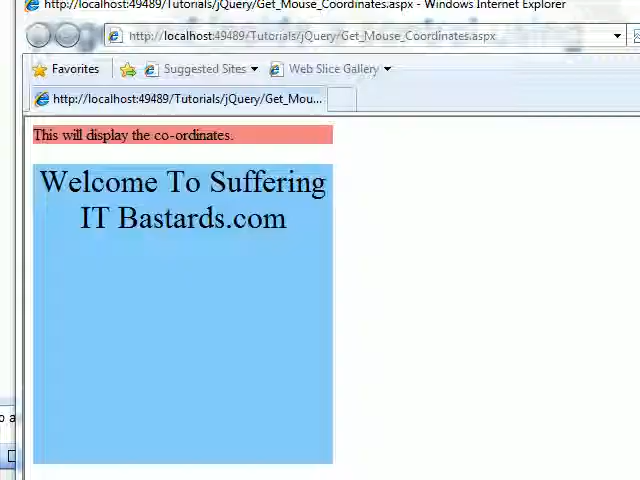 http://localhost:49489/Tutorials/jQuery/Get_Mouse_Coordinates.aspx - Windows Internet Explorer
http://localhost:49489/Tutorials/jQuery/Get_Mouse_Coordinates.aspx
Favorites Suggested Sites Web Slice Gallery
http://localhost:49489/Tutorials/jQuery/Get_Mou...
This will display the co-ordinates.
Welcome To Suffering
IT Bastards.com